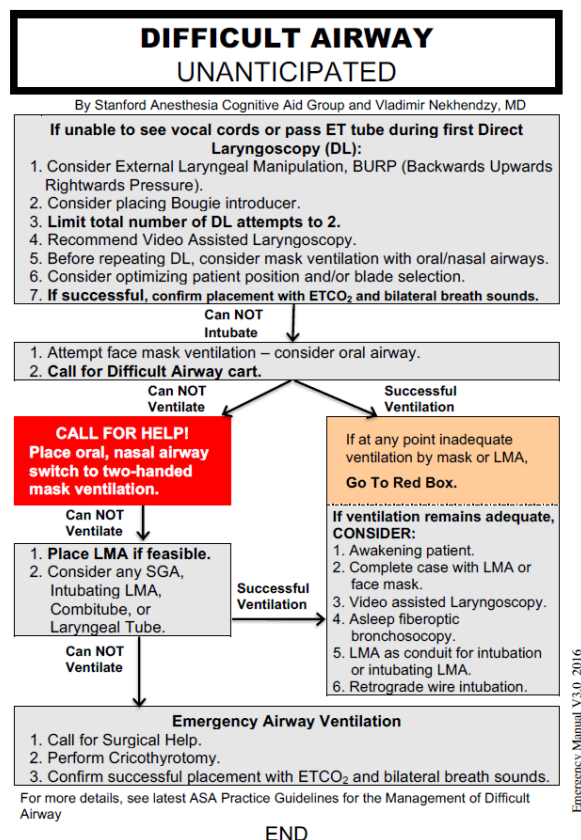 DIFFICULT AIRWAY
UNANTICIPATED
By Stanford Anesthesia Cognitive Aid Group and Vladimir Nekhendzy, MD
If unable to see vocal cords or pass ET tube during first Direct
Laryngoscopy (DL):
1. Consider External Laryngeal Manipulation, BURP (Backwards Upwards
Rightwards Pressure).
2. Consider placing Bougie introducer.
3. Limit total number of DL attempts to 2.
4. Recommend Video Assisted Laryngoscopy.
5. Before repeating DL, consider mask ventilation with oral/nasal airways.
6. Consider optimizing patient position and/or blade selection.
7. If successful, confirm placement with ETCO₂ and bilateral breath sounds.
Can NOT
Intubate
1. Attempt face mask ventilation – consider oral airway.
2. Call for Difficult Airway cart.
Can NOT
Ventilate
Successful
Ventilation
CALL FOR HELP!
Place oral, nasal airway
switch to two-handed
mask ventilation.
If at any point inadequate
ventilation by mask or LMA,
Go To Red Box.
Can NOT
Ventilate
1. Place LMA if feasible.
2. Consider any SGA,
Intubating LMA,
Combitube, or
Laryngeal Tube.
Successful
Ventilation
If ventilation remains adequate,
CONSIDER:
1. Awakening patient.
2. Complete case with LMA or
face mask.
3. Video assisted Laryngoscopy.
4. Asleep fiberoptic
bronchosocopy.
5. LMA as conduit for intubation
or intubating LMA.
6. Retrograde wire intubation.
Can NOT
Ventilate
Emergency Airway Ventilation
1. Call for Surgical Help.
2. Perform Cricothyrotomy.
3. Confirm successful placement with ETCO₂ and bilateral breath sounds.
For more details, see latest ASA Practice Guidelines for the Management of Difficult
Airway
END
Emergency Manual V3.0 2016